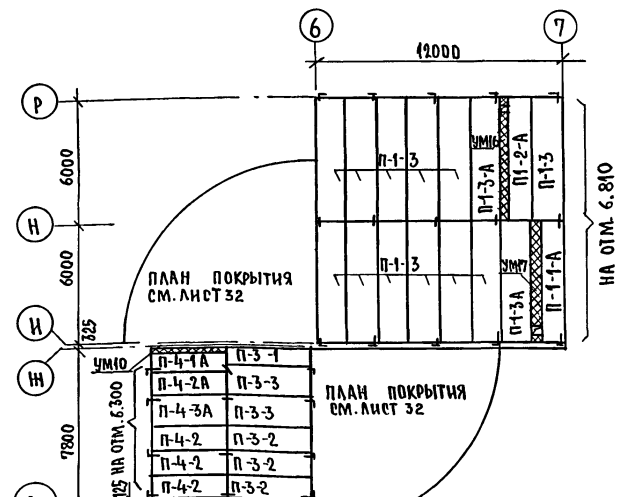 6
7
12000
Р
6000
УМ16
П-1-3
П-1-3-А
П1-2-А
П-1-3
НА ОТМ. 6.810
Н
6000
П-1-3
УМ17
П-1-3А
П-1-1-А
ПЛАН ПОКРЫТИЯ
СМ. ЛИСТ 32
И
325
Ж
УМ10
П-4-1А
П-3-1
П-4-2А
П-3-3
П-4-3А
П-3-3
П-4-2
П-3-2
П-4-2
П-3-2
П-4-2
П-3-2
ПЛАН ПОКРЫТИЯ
СМ. ЛИСТ 32
НА ОТМ. 6.300
7800